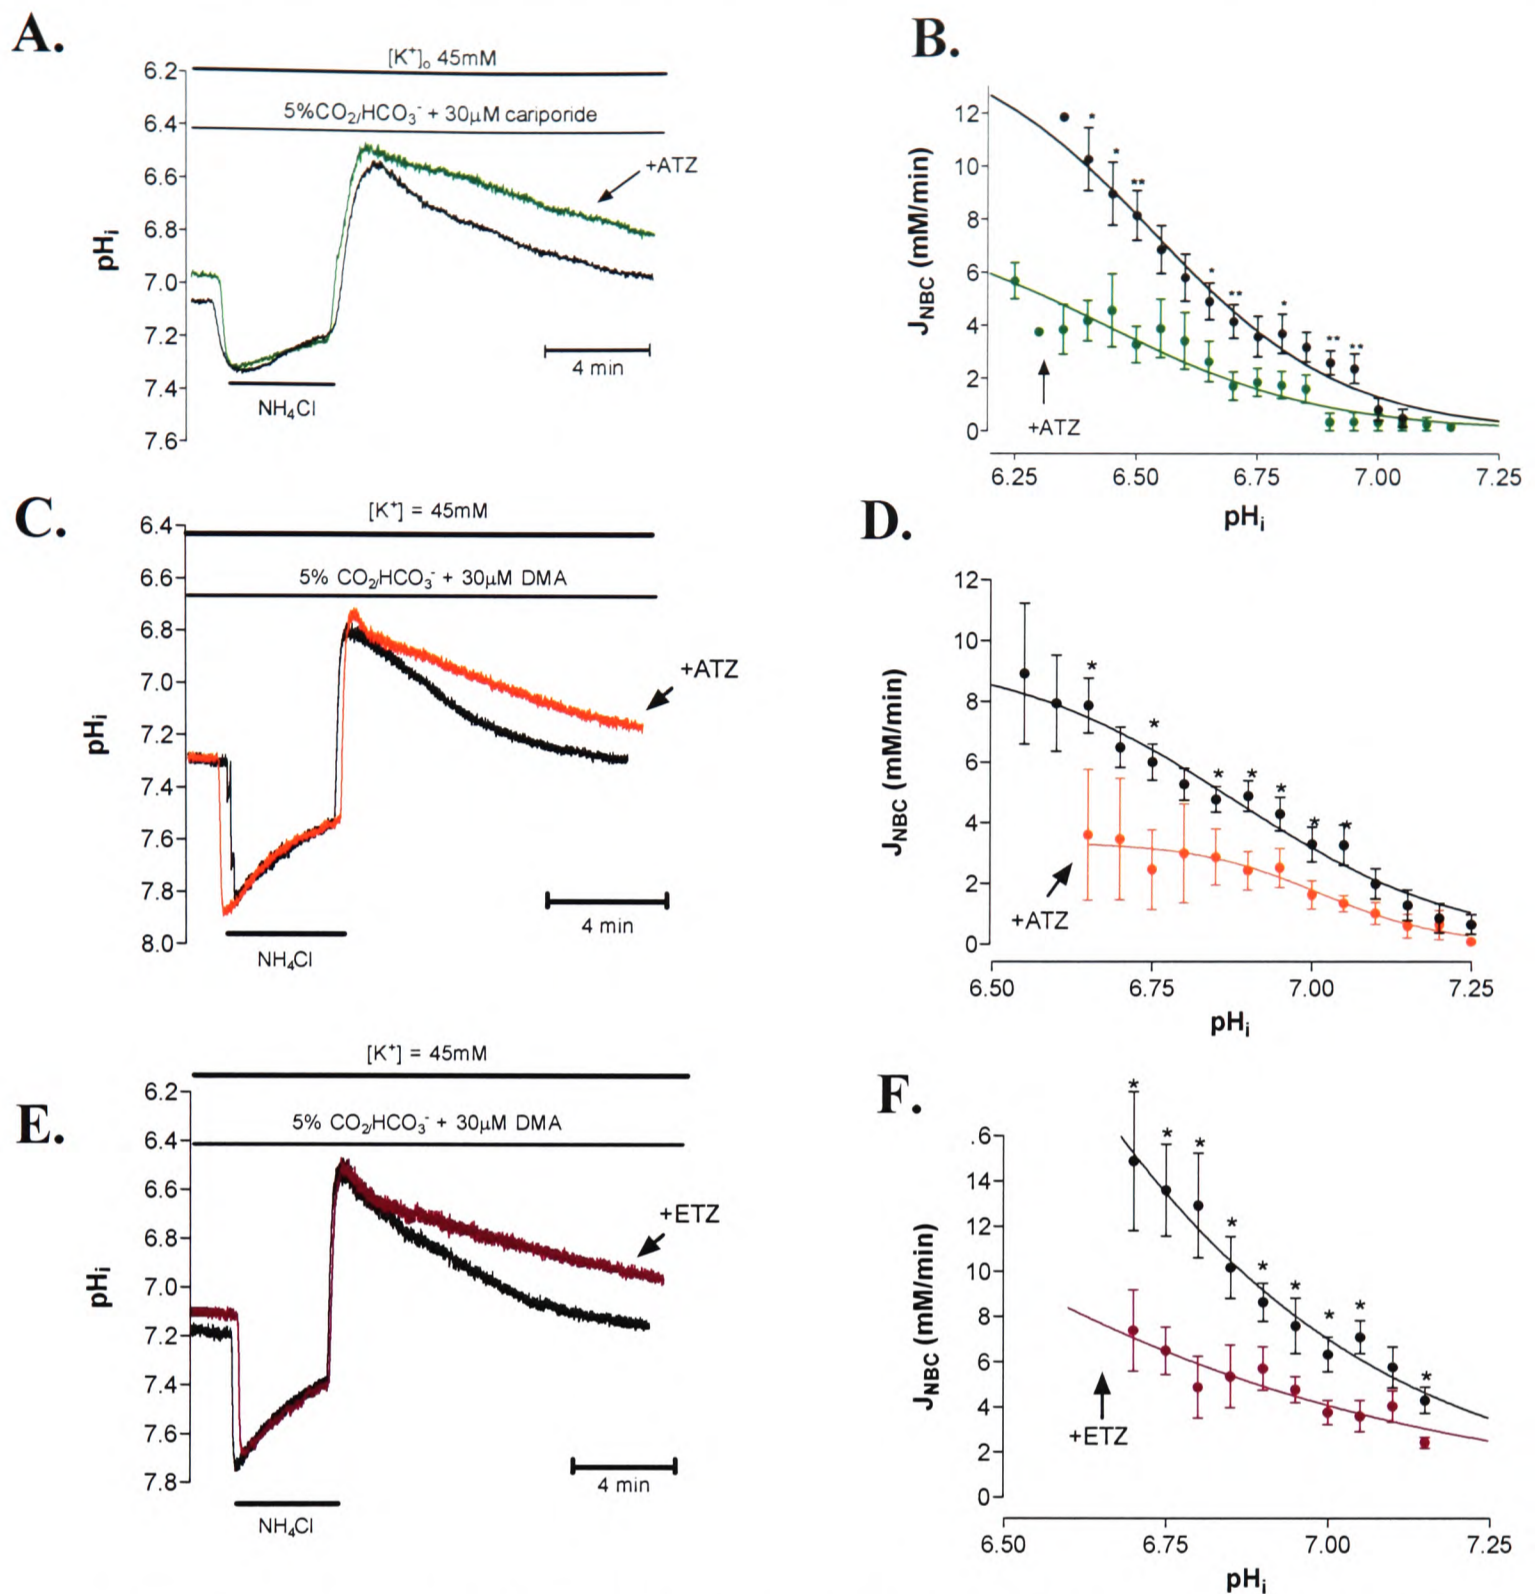 A.
[K⁺]ₒ 45mM
5%CO₂/HCO₃⁻ + 30µM cariporide
6.2
6.4
6.6
6.8
7.0
7.2
7.4
7.6
pHᵢ
+ATZ
4 min
NH₄Cl
B.
12
10
8
6
4
2
0
J_NBC (mM/min)
* * ** * ** * ** **
+ATZ
6.25 6.50 6.75 7.00 7.25
pHᵢ
C.
[K⁺] = 45mM
5% CO₂/HCO₃⁻ + 30µM DMA
6.4
6.6
6.8
7.0
7.2
7.4
7.6
7.8
8.0
pHᵢ
+ATZ
4 min
NH₄Cl
D.
12
10
8
6
4
2
0
J_NBC (mM/min)
* * * * * * *
+ATZ
6.50 6.75 7.00 7.25
pHᵢ
E.
[K⁺] = 45mM
5% CO₂/HCO₃⁻ + 30µM DMA
6.2
6.4
6.6
6.8
7.0
7.2
7.4
7.6
7.8
pHᵢ
+ETZ
4 min
NH₄Cl
F.
.6
14
12
10
8
6
4
2
0
J_NBC (mM/min)
* * * * * * * * *
+ETZ
6.50 6.75 7.00 7.25
pHᵢ